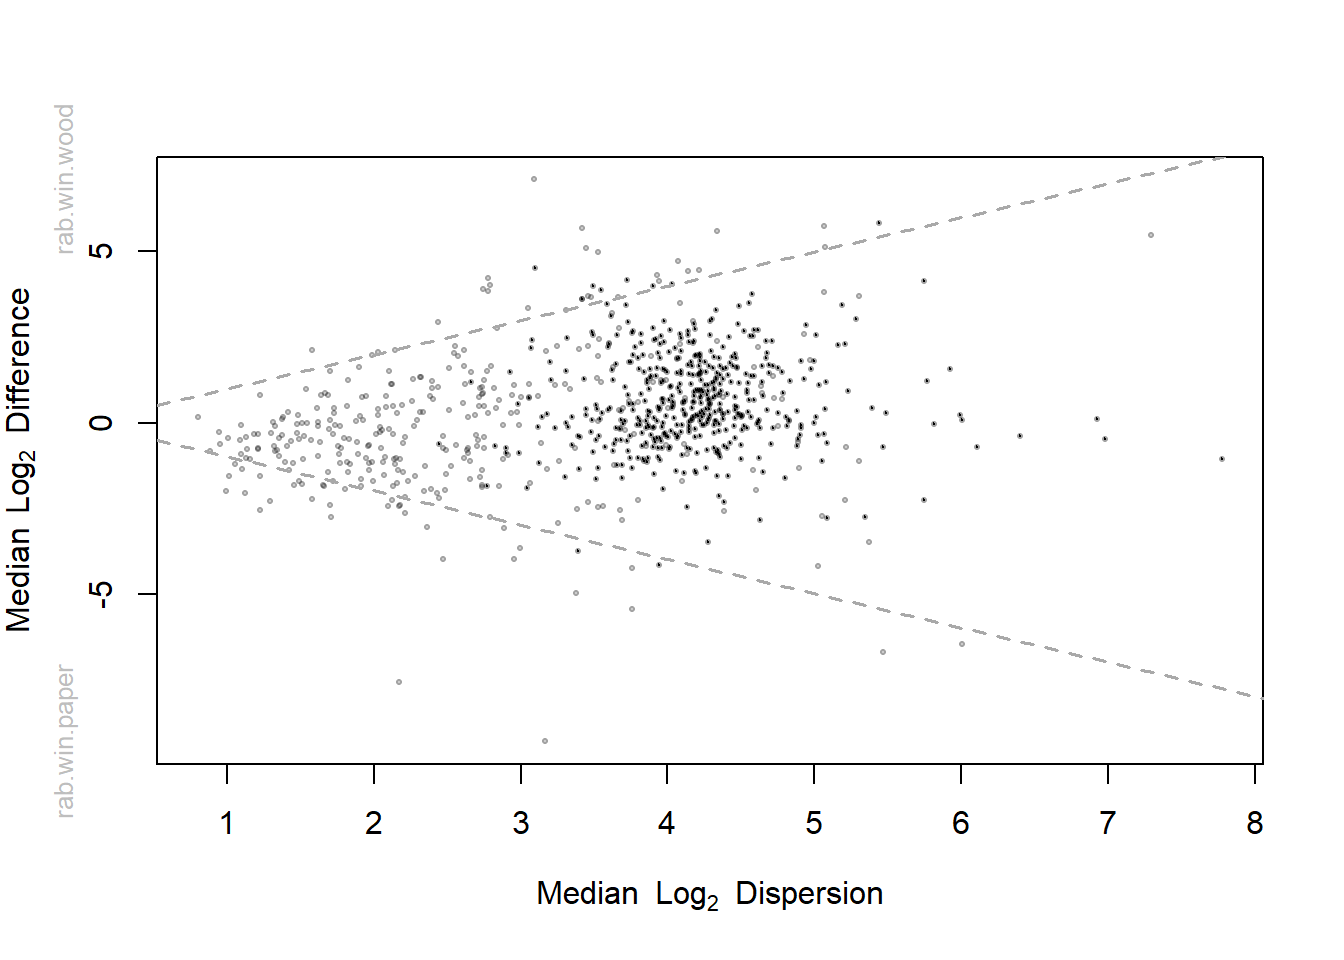 rab.win.wood
rab.win.paper
Median Log₂ Difference
5
0
-5
1 2 3 4 5 6 7 8
Median Log₂ Dispersion